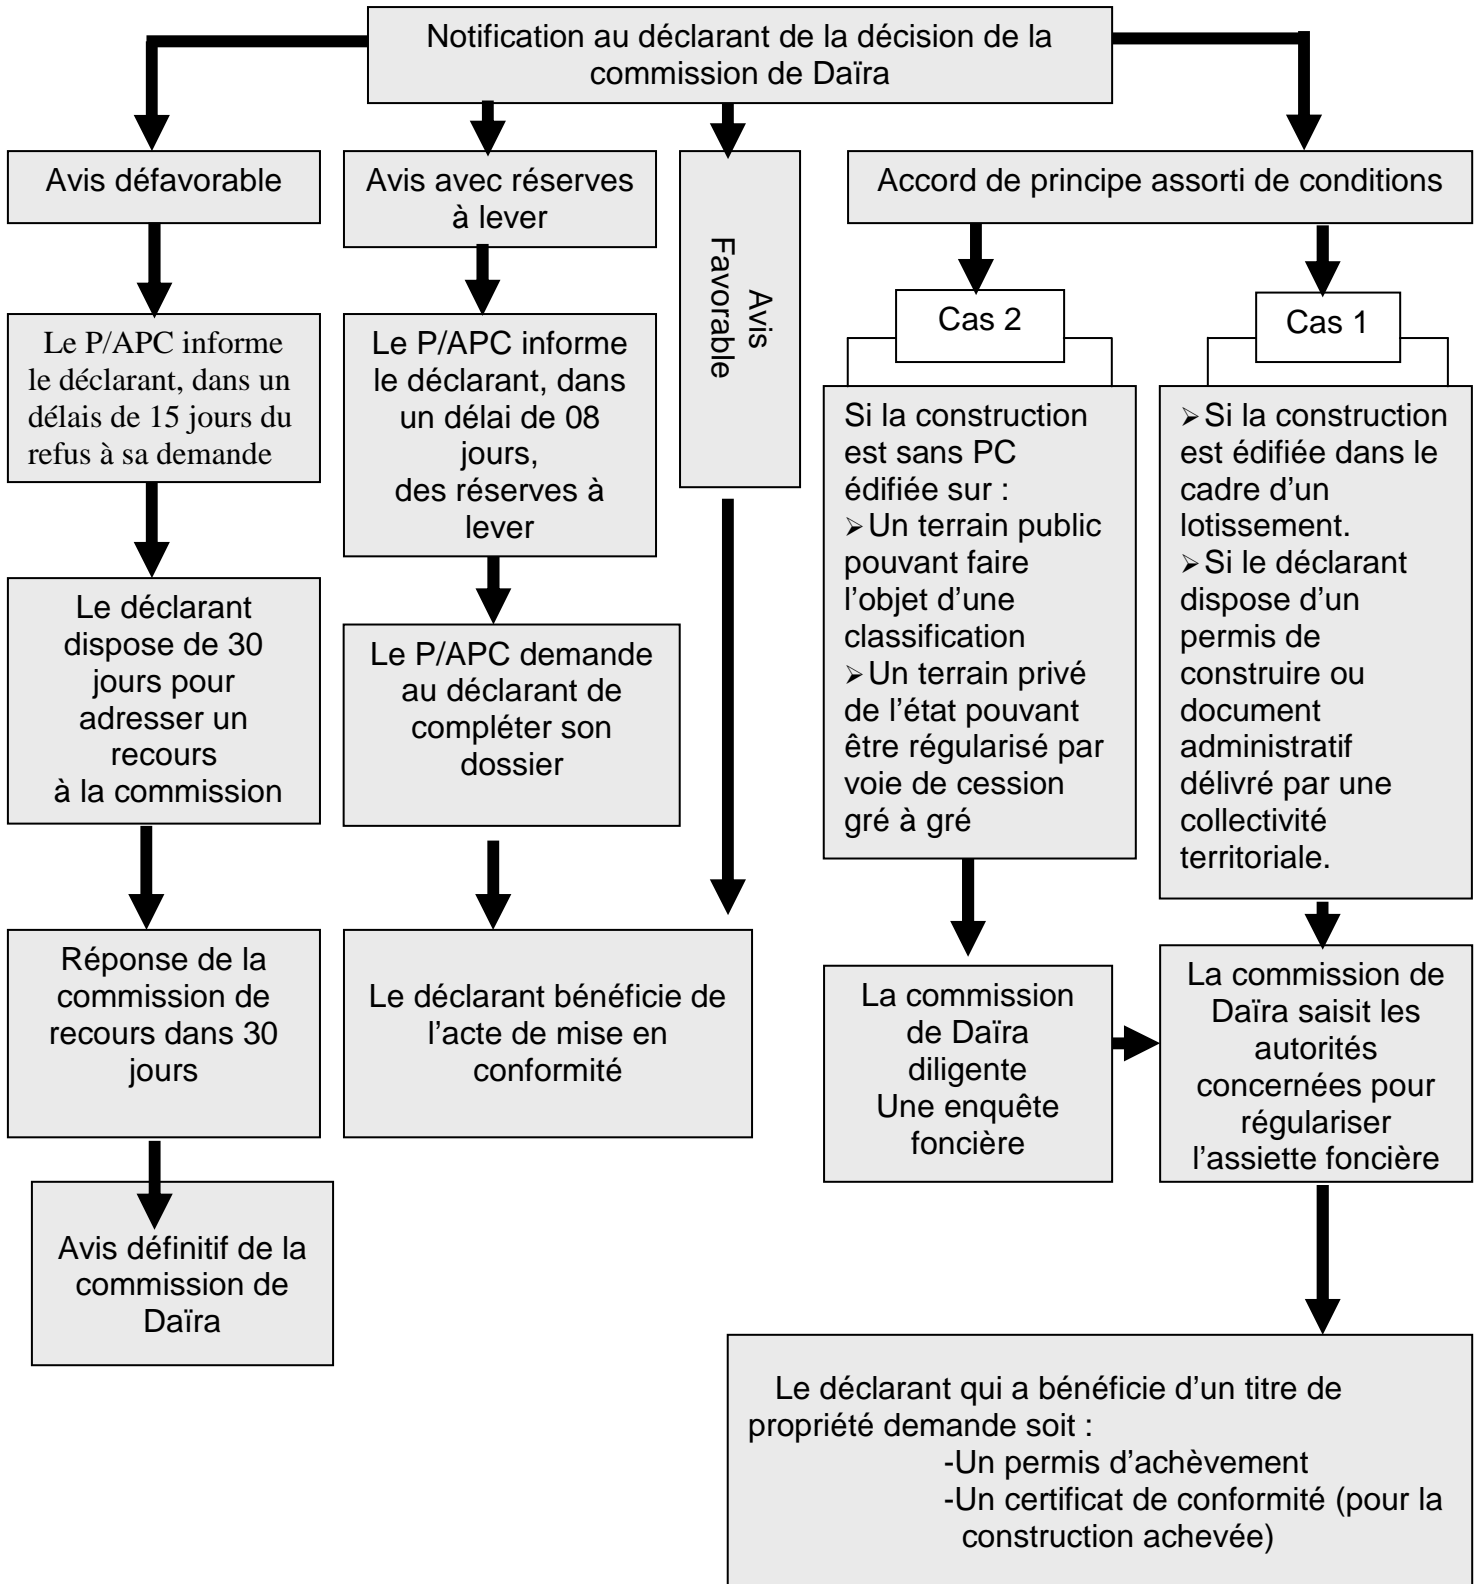 Notification au déclarant de la décision de la
commission de Daïra
Avis défavorable
Le P/APC informe
le déclarant, dans un
délais de 15 jours du
refus à sa demande
Le déclarant
dispose de 30
jours pour
adresser un
recours
à la commission
Réponse de la
commission de
recours dans 30
jours
Avis définitif de la
commission de
Daïra
Avis avec réserves
à lever
Le P/APC informe
le déclarant, dans
un délai de 08
jours,
des réserves à
lever
Le P/APC demande
au déclarant de
compléter son
dossier
Avis
Favorable
Le déclarant bénéficie de
l’acte de mise en
conformité
Accord de principe assorti de conditions
Cas 2
Si la construction
est sans PC
édifiée sur :
➢Un terrain public
pouvant faire
l’objet d’une
classification
➢Un terrain privé
de l’état pouvant
être régularisé par
voie de cession
gré à gré
La commission
de Daïra
diligente
Une enquête
foncière
Cas 1
➢Si la construction
est édifiée dans le
cadre d’un
lotissement.
➢Si le déclarant
dispose d’un
permis de
construire ou
document
administratif
délivré par une
collectivité
territoriale.
La commission de
Daïra saisit les
autorités
concernées pour
régulariser
l’assiette foncière
Le déclarant qui a bénéficie d’un titre de
propriété demande soit :
-Un permis d’achèvement
-Un certificat de conformité (pour la
construction achevée)